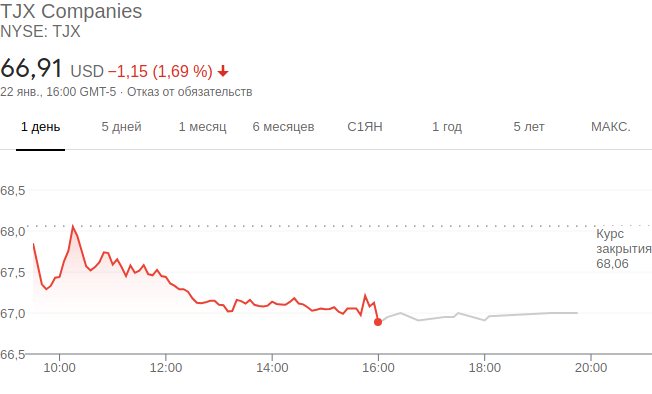 TJX Companies
NYSE: TJX
66,91 USD −1,15 (1,69 %)
22 янв., 16:00 GMT-5 · Отказ от обязательств
1 день 5 дней 1 месяц 6 месяцев С1ЯН 1 год 5 лет МАКС.
68,5
68,0
Курс
закрытия
68,06
67,5
67,0
66,5
10:00 12:00 14:00 16:00 18:00 20:00